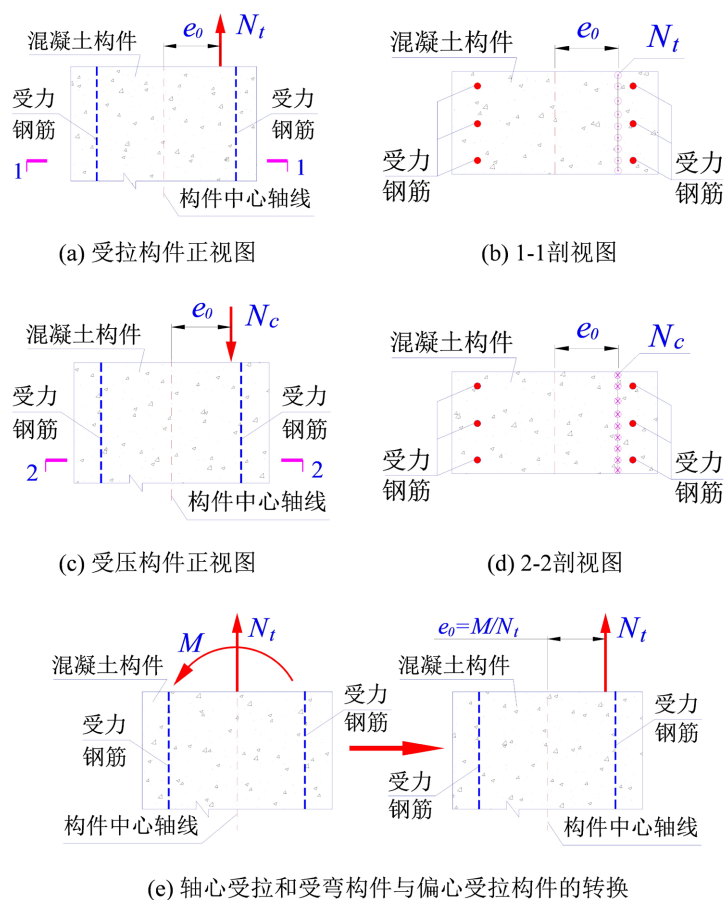 混凝土构件
e₀
Nₜ
受力
钢筋
受力
钢筋
1
1
构件中心轴线
(a) 受拉构件正视图
混凝土构件
e₀
Nₜ
受力
钢筋
受力
钢筋
(b) 1-1剖视图
混凝土构件
e₀
N꜀
受力
钢筋
受力
钢筋
2
2
构件中心轴线
(c) 受压构件正视图
混凝土构件
e₀
N꜀
受力
钢筋
受力
钢筋
(d) 2-2剖视图
M
Nₜ
混凝土构件
受力
钢筋
受力
钢筋
构件中心轴线
e₀=M/Nₜ
Nₜ
混凝土构件
受力
钢筋
受力
钢筋
构件中心轴线
(e) 轴心受拉和受弯构件与偏心受拉构件的转换